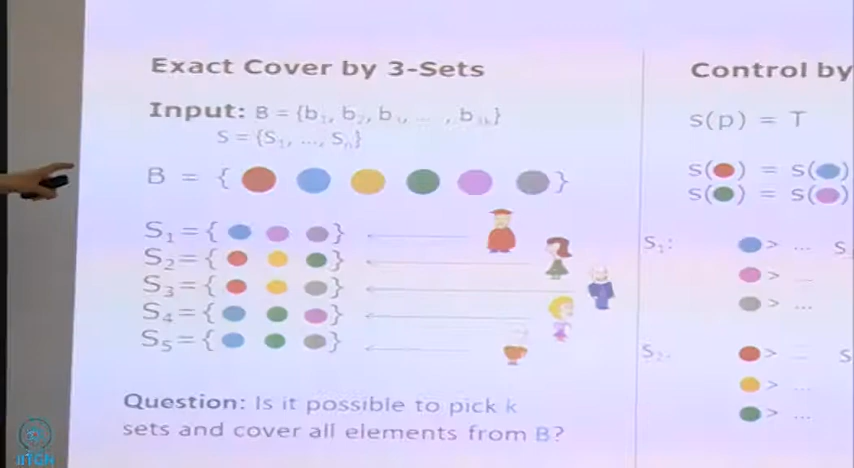 Exact Cover by 3-Sets
Input: B = {b₁, b₂, b₃, ... , b₃ₖ}
S = {S₁, ..., Sₙ}
B = { }
S₁ = { }
S₂ = { }
S₃ = { }
S₄ = { }
S₅ = { }
Question: Is it possible to pick k
sets and cover all elements from B?
Control by
s(p) = T
s( ) = s( )
s( ) = s( )
S₁: > ... S
> ...
> ...
S₂: > ... S
> ...
> ...
IITGN